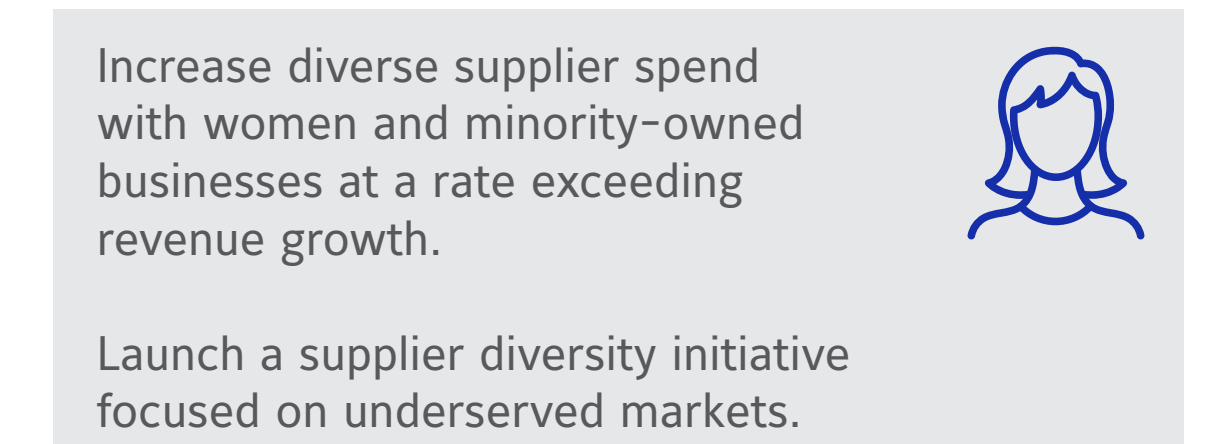 Increase diverse supplier spend
with women and minority-owned
businesses at a rate exceeding
revenue growth.
Launch a supplier diversity initiative
focused on underserved markets.